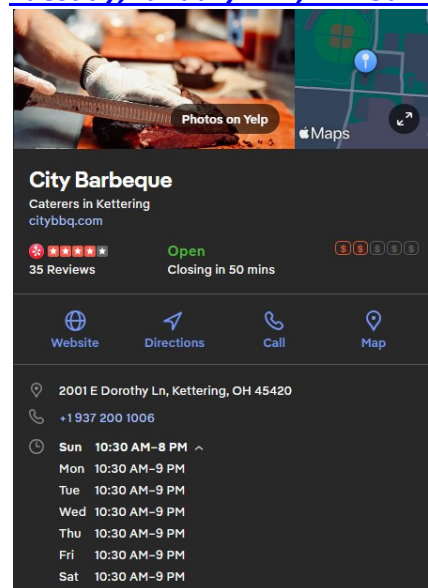 Photos on Yelp
Maps
City Barbeque
Caterers in Kettering
citybbq.com
Open
35 Reviews
Closing in 50 mins
$ $ $ $ $
Website
Directions
Call
Map
2001 E Dorothy Ln, Kettering, OH 45420
+1 937 200 1006
Sun 10:30 AM–8 PM
Mon 10:30 AM–9 PM
Tue 10:30 AM–9 PM
Wed 10:30 AM–9 PM
Thu 10:30 AM–9 PM
Fri 10:30 AM–9 PM
Sat 10:30 AM–9 PM